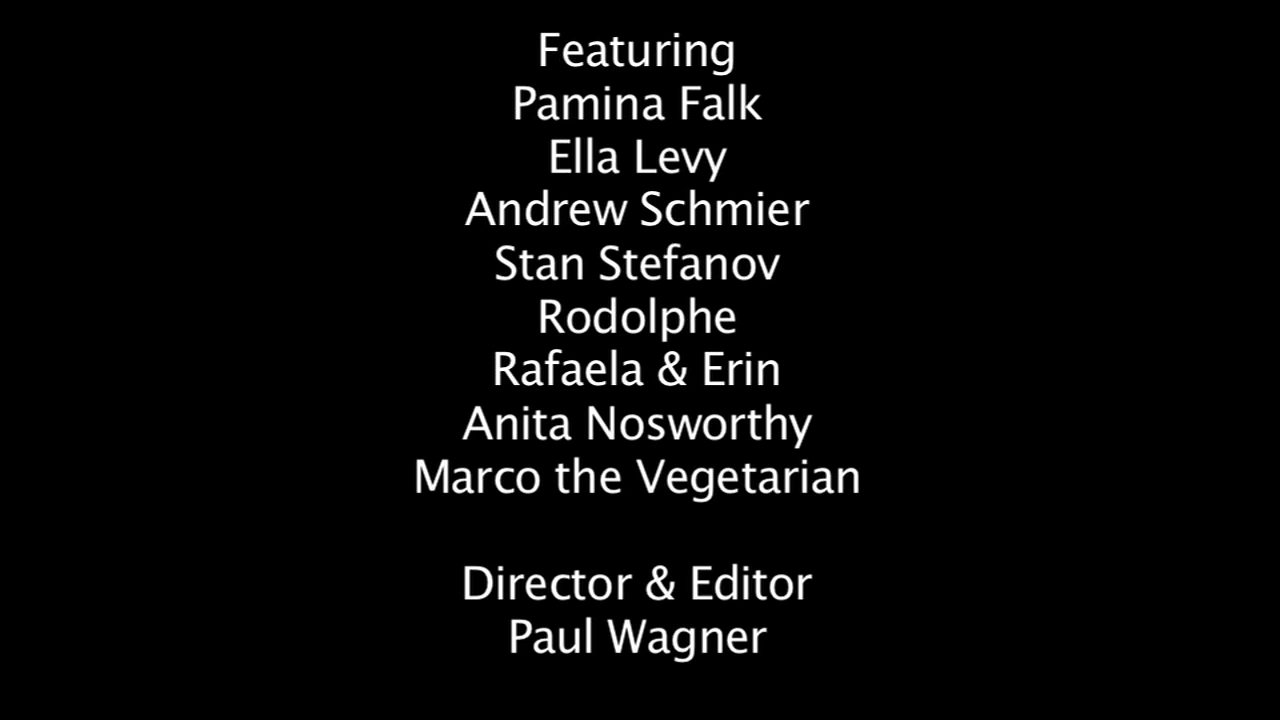 Featuring
Pamina Falk
Ella Levy
Andrew Schmier
Stan Stefanov
Rodolphe
Rafaela & Erin
Anita Nosworthy
Marco the Vegetarian
Director & Editor
Paul Wagner